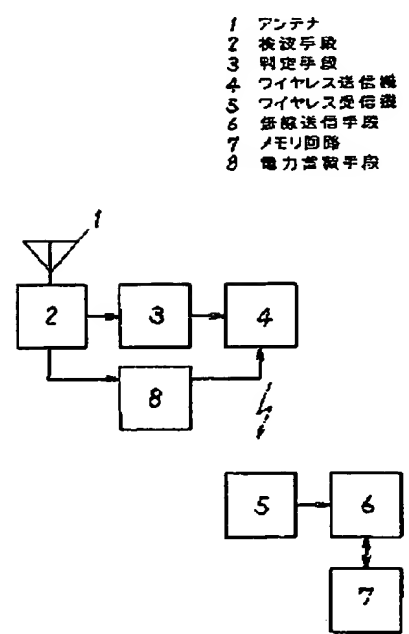 1 アンテナ
2 検波手段
3 判定手段
4 ワイヤレス送信機
5 ワイヤレス受信機
6 無線送信手段
7 メモリ回路
8 電力蓄積手段
1
2
3
4
8
5
6
7